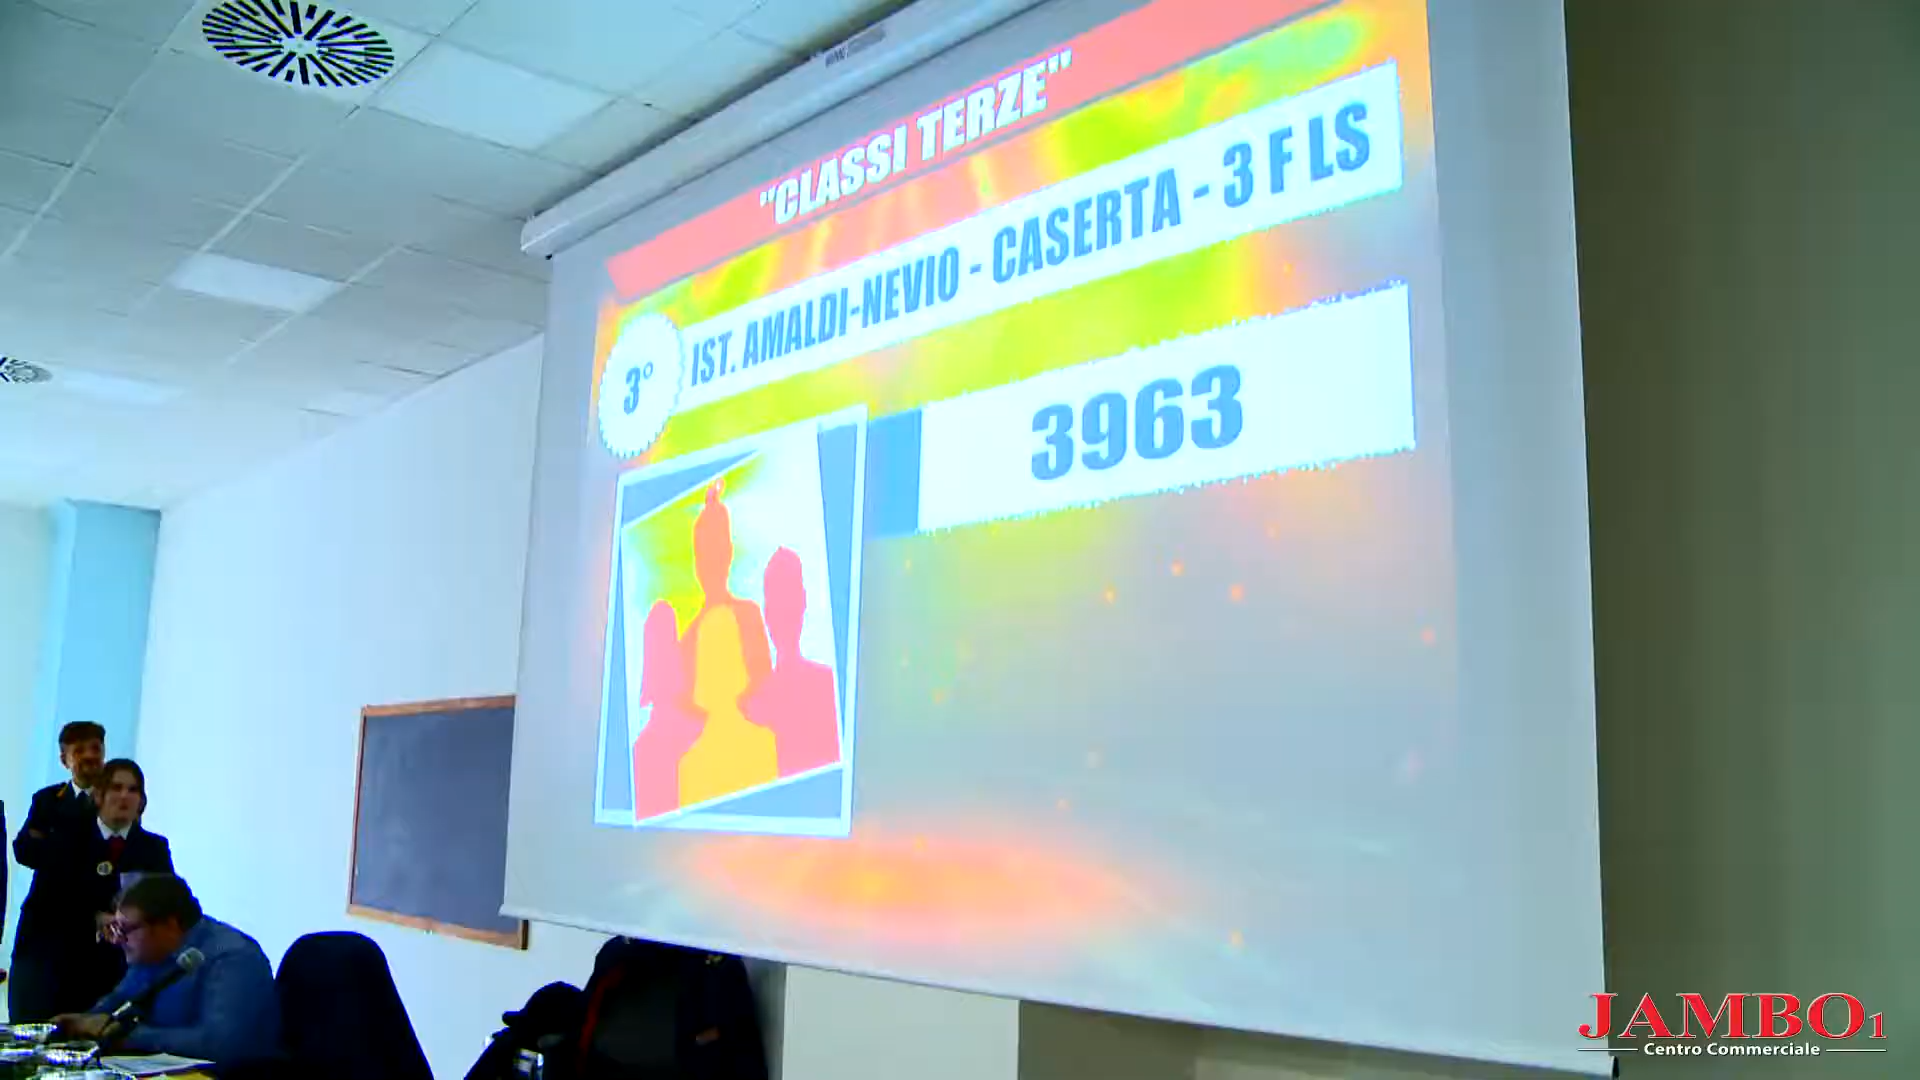 "CLASSI TERZE"
3° IST. AMALDI-NEVIO - CASERTA - 3 F LS
3963
JAMBO1
Centro Commerciale